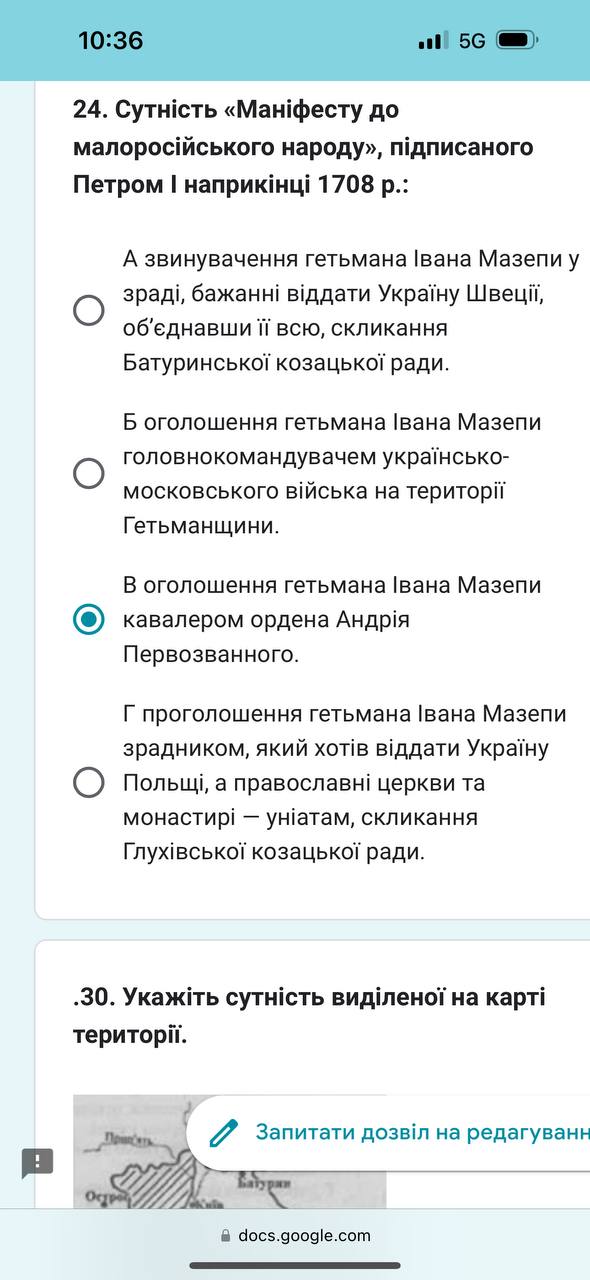 10:36
5G
24. Сутність «Маніфесту до
малоросійського народу», підписаного
Петром І наприкінці 1708 р.:
А звинувачення гетьмана Івана Мазепи у
зраді, бажанні віддати Україну Швеції,
об’єднавши її всю, скликання
Батуринської козацької ради.
Б оголошення гетьмана Івана Мазепи
головнокомандувачем українсько-
московського війська на території
Гетьманщини.
В оголошення гетьмана Івана Мазепи
кавалером ордена Андрія
Первозванного.
Г проголошення гетьмана Івана Мазепи
зрадником, який хотів віддати Україну
Польщі, а православні церкви та
монастирі — уніатам, скликання
Глухівської козацької ради.
.30. Укажіть сутність виділеної на карті
території.
Запитати дозвіл на редагуванн
Прип'ять
Батурин
Острог
Київ
docs.google.com